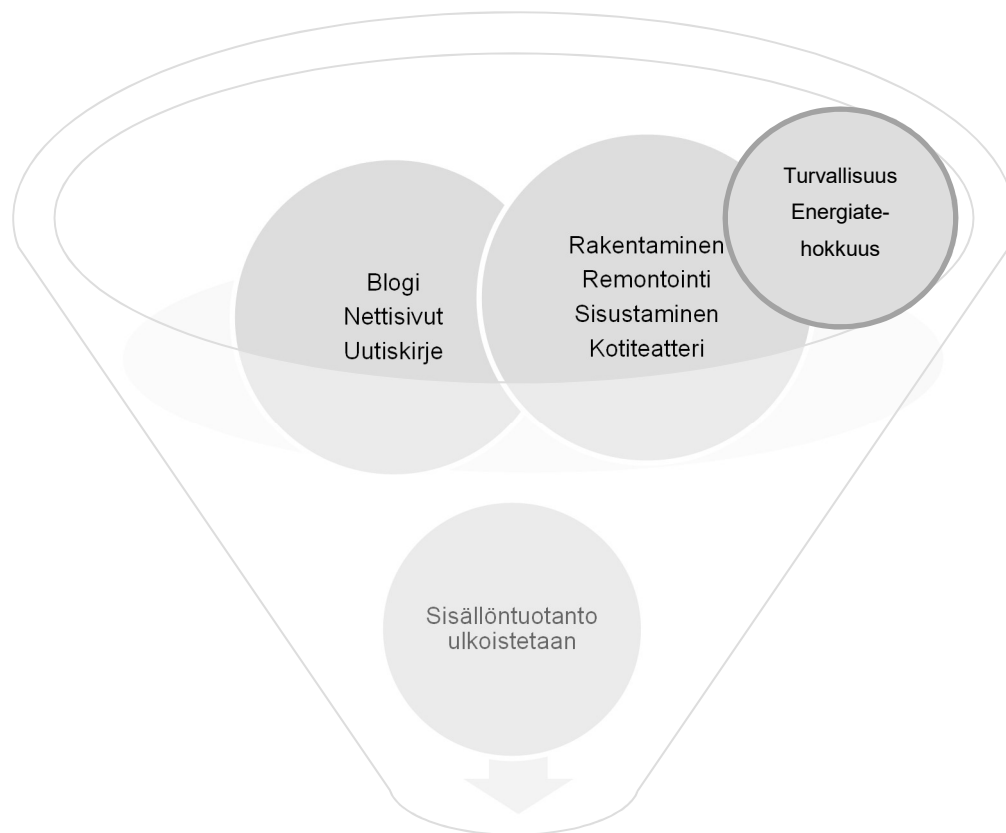 Blogi
Nettisivut
Uutiskirje
Rakentaminen
Remontointi
Sisustaminen
Kotiteatteri
Turvallisuus
Energiate-
hokkuus
Sisällöntuotanto
ulkoistetaan